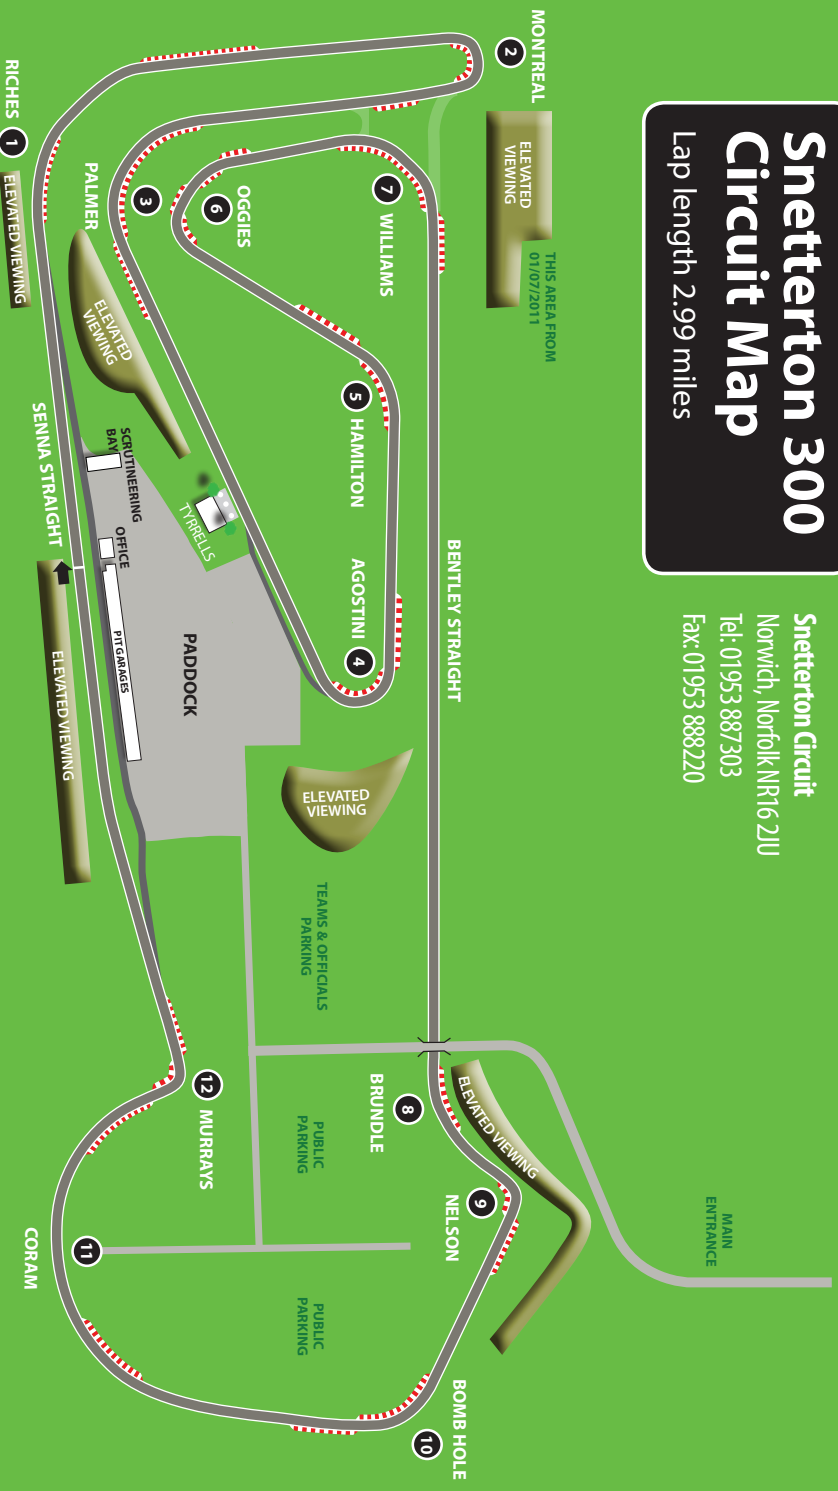 Snetterton 300
Circuit Map
Lap length 2.99 miles
Snetterton Circuit
Norwich, Norfolk NR16 2JU
Tel: 01953 887303
Fax: 01953 888220
MAIN
ENTRANCE
MONTREAL
2
ELEVATED
VIEWING
THIS AREA FROM
01/07/2011
7
WILLIAMS
BENTLEY STRAIGHT
OGGIES
6
5
HAMILTON
AGOSTINI
4
3
PALMER
RICHES
1
ELEVATED VIEWING
ELEVATED
VIEWING
SENNA STRAIGHT
SCRUTINEERING
BAY
OFFICE
TYRRELLS
PIT GARAGES
PADDOCK
ELEVATED VIEWING
ELEVATED
VIEWING
TEAMS & OFFICIALS
PARKING
BRUNDLE
8
ELEVATED VIEWING
NELSON
9
PUBLIC
PARKING
12
MURRAYS
PUBLIC
PARKING
11
CORAM
BOMB HOLE
10